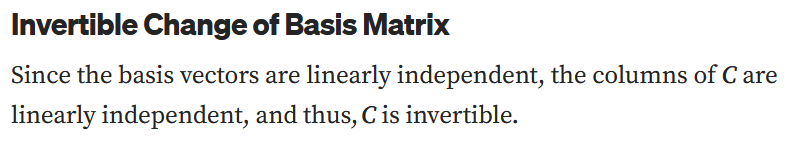 Invertible Change of Basis Matrix
Since the basis vectors are linearly independent, the columns of C are
linearly independent, and thus, C is invertible.